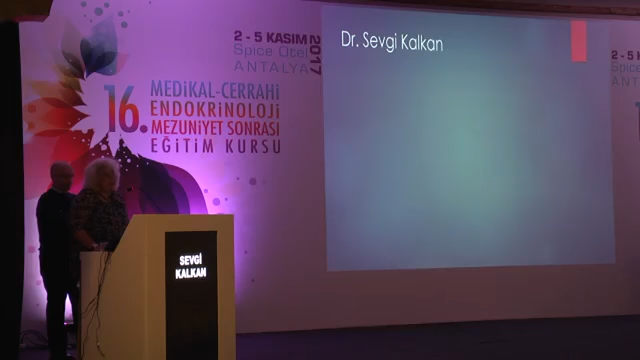 2 - 5 KASIM
Spice Otel
ANTALYA
2017
16.
MEDİKAL-CERRAHİ
ENDOKRİNOLOJİ
MEZUNİYET SONRASI
EĞİTİM KURSU
Dr. Sevgi Kalkan
SEVGİ
KALKAN